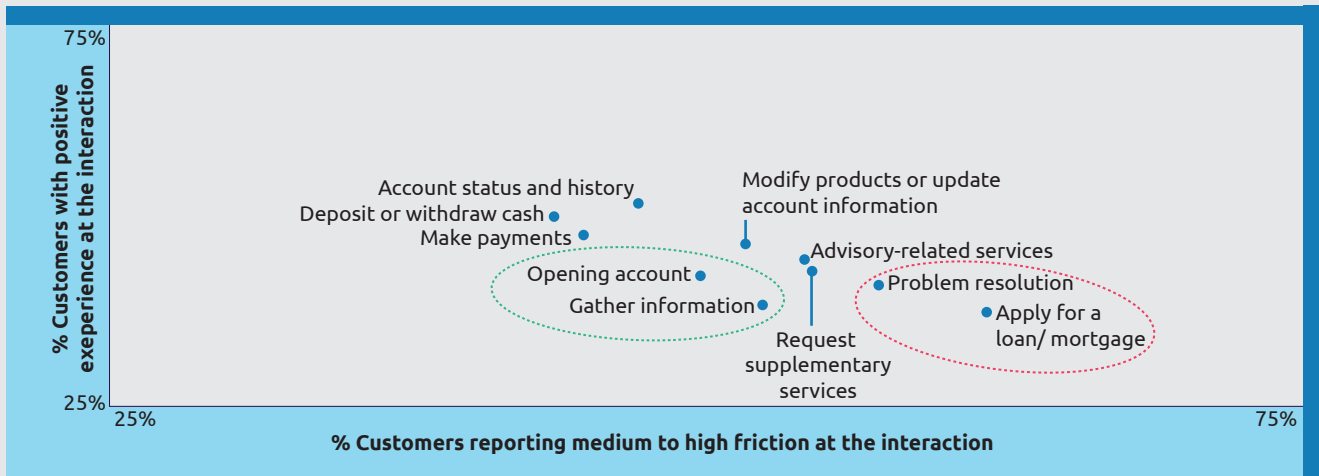 75%
% Customers with positive
exeperience at the interaction
Account status and history
Deposit or withdraw cash
Make payments
Modify products or update
account information
Advisory-related services
Opening account
Gather information
Problem resolution
Apply for a
loan/ mortgage
Request
supplementary
services
25%
25%
75%
% Customers reporting medium to high friction at the interaction